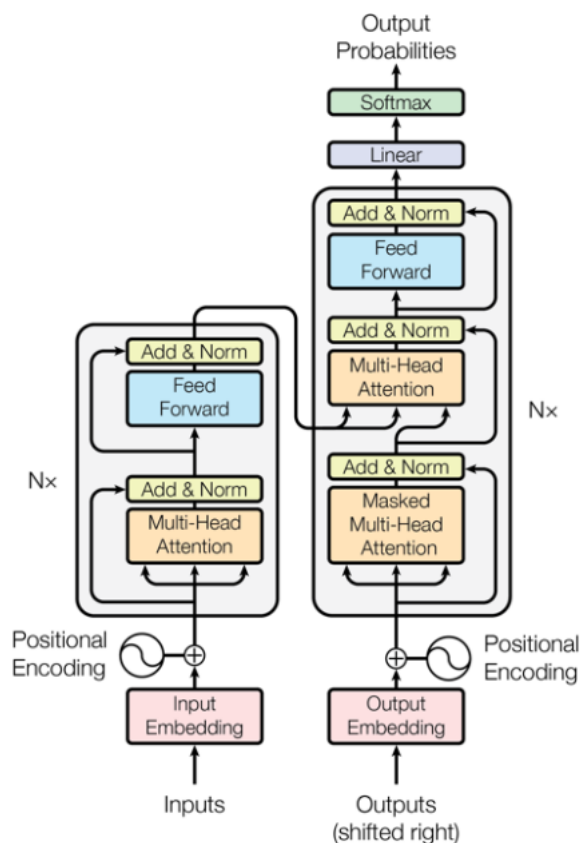 Output
Probabilities
Softmax
Linear
Add & Norm
Feed
Forward
Add & Norm
Multi-Head
Attention
Add & Norm
Masked
Multi-Head
Attention
Nx
Positional
Encoding
Output
Embedding
Outputs
(shifted right)
Add & Norm
Feed
Forward
Add & Norm
Multi-Head
Attention
Nx
Positional
Encoding
Input
Embedding
Inputs